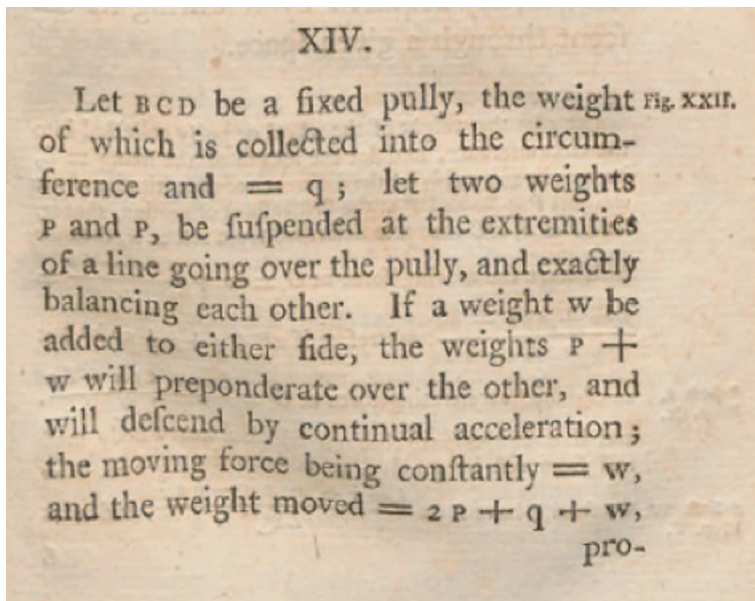 XIV.
Let BCD be a fixed pully, the weight Fig. XXII.
of which is collected into the circum-
ference and = q ; let two weights
P and P, be ſuſpended at the extremities
of a line going over the pully, and exactly
balancing each other. If a weight w be
added to either ſide, the weights P +
w will preponderate over the other, and
will deſcend by continual acceleration ;
the moving force being conſtantly = w,
and the weight moved = 2 P + q + w,
pro-